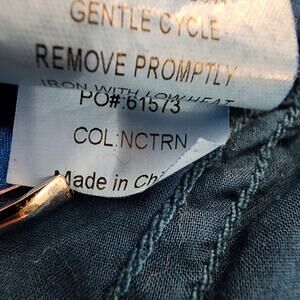 GENTLE CYCLE
REMOVE PROMPTLY
IRON WITH LOW HEAT
PO#:61573
COL:NCTRN
Made in